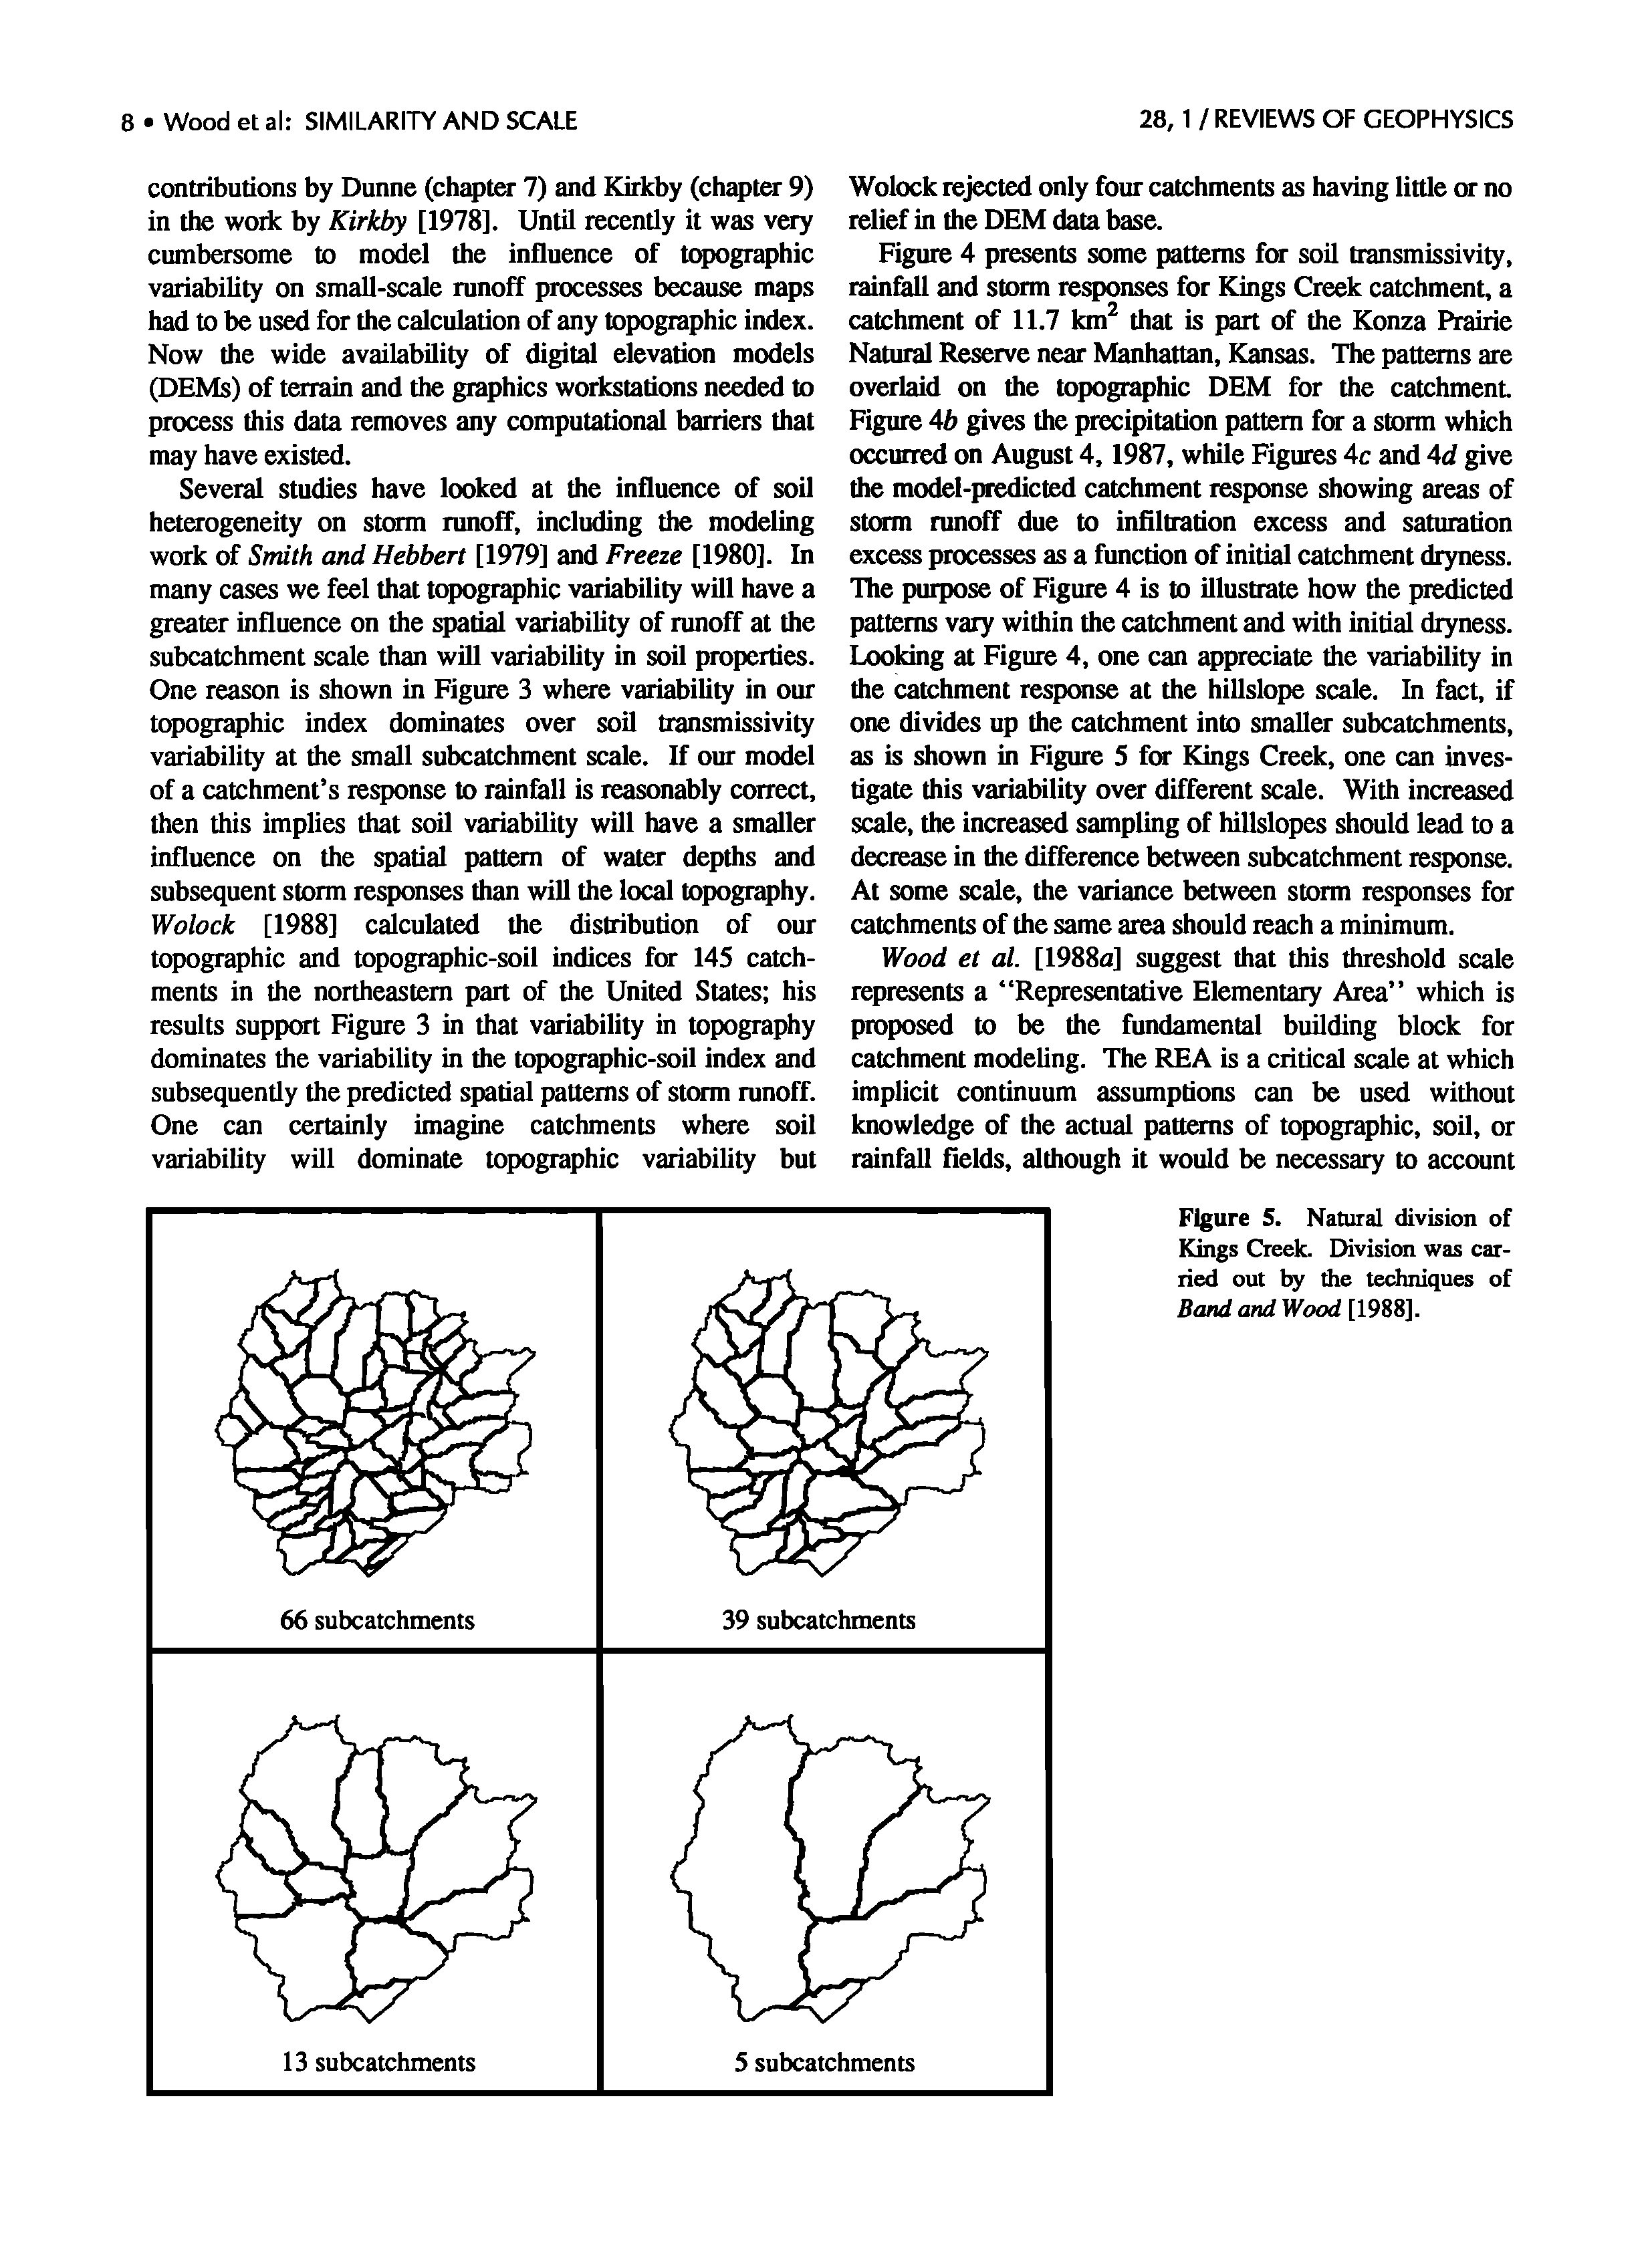 8 • Wood et al: SIMILARITY AND SCALE
28, 1 / REVIEWS OF GEOPHYSICS
contributions by Dunne (chapter 7) and Kirkby (chapter 9)
in the work by Kirkby [1978]. Until recently it was very
cumbersome to model the influence of topographic
variability on small-scale runoff processes because maps
had to be used for the calculation of any topographic index.
Now the wide availability of digital elevation models
(DEMs) of terrain and the graphics workstations needed to
process this data removes any computational barriers that
may have existed.
Several studies have looked at the influence of soil
heterogeneity on storm runoff, including the modeling
work of Smith and Hebbert [1979] and Freeze [1980]. In
many cases we feel that topographic variability will have a
greater influence on the spatial variability of runoff at the
subcatchment scale than will variability in soil properties.
One reason is shown in Figure 3 where variability in our
topographic index dominates over soil transmissivity
variability at the small subcatchment scale. If our model
of a catchment's response to rainfall is reasonably correct,
then this implies that soil variability will have a smaller
influence on the spatial pattern of water depths and
subsequent storm responses than will the local topography.
Wolock [1988] calculated the distribution of our
topographic and topographic-soil indices for 145 catch-
ments in the northeastern part of the United States; his
results support Figure 3 in that variability in topography
dominates the variability in the topographic-soil index and
subsequently the predicted spatial patterns of storm runoff.
One can certainly imagine catchments where soil
variability will dominate topographic variability but
Wolock rejected only four catchments as having little or no
relief in the DEM data base.
Figure 4 presents some patterns for soil transmissivity,
rainfall and storm responses for Kings Creek catchment, a
catchment of 11.7 km² that is part of the Konza Prairie
Natural Reserve near Manhattan, Kansas. The patterns are
overlaid on the topographic DEM for the catchment.
Figure 4b gives the precipitation pattern for a storm which
occurred on August 4, 1987, while Figures 4c and 4d give
the model-predicted catchment response showing areas of
storm runoff due to infiltration excess and saturation
excess processes as a function of initial catchment dryness.
The purpose of Figure 4 is to illustrate how the predicted
patterns vary within the catchment and with initial dryness.
Looking at Figure 4, one can appreciate the variability in
the catchment response at the hillslope scale. In fact, if
one divides up the catchment into smaller subcatchments,
as is shown in Figure 5 for Kings Creek, one can inves-
tigate this variability over different scale. With increased
scale, the increased sampling of hillslopes should lead to a
decrease in the difference between subcatchment response.
At some scale, the variance between storm responses for
catchments of the same area should reach a minimum.
Wood et al. [1988a] suggest that this threshold scale
represents a “Representative Elementary Area” which is
proposed to be the fundamental building block for
catchment modeling. The REA is a critical scale at which
implicit continuum assumptions can be used without
knowledge of the actual patterns of topographic, soil, or
rainfall fields, although it would be necessary to account
Figure 5. Natural division of
Kings Creek. Division was car-
ried out by the techniques of
Band and Wood [1988].
66 subcatchments
39 subcatchments
13 subcatchments
5 subcatchments